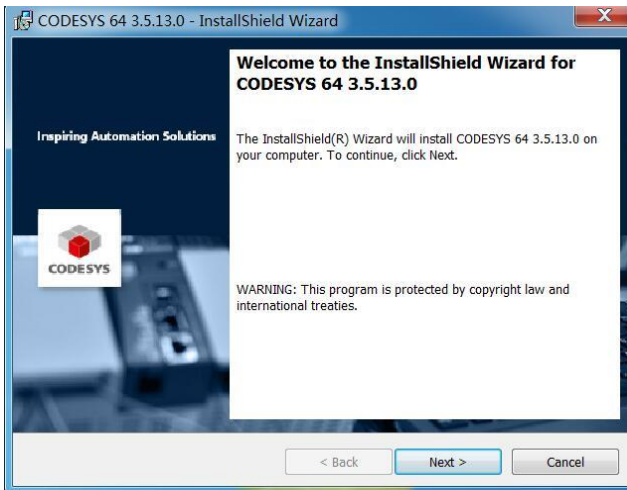 CODESYS 64 3.5.13.0 - InstallShield Wizard
Welcome to the InstallShield Wizard for
CODESYS 64 3.5.13.0
Inspiring Automation Solutions
The InstallShield(R) Wizard will install CODESYS 64 3.5.13.0 on
your computer. To continue, click Next.
CODESYS
WARNING: This program is protected by copyright law and
international treaties.
< Back
Next >
Cancel